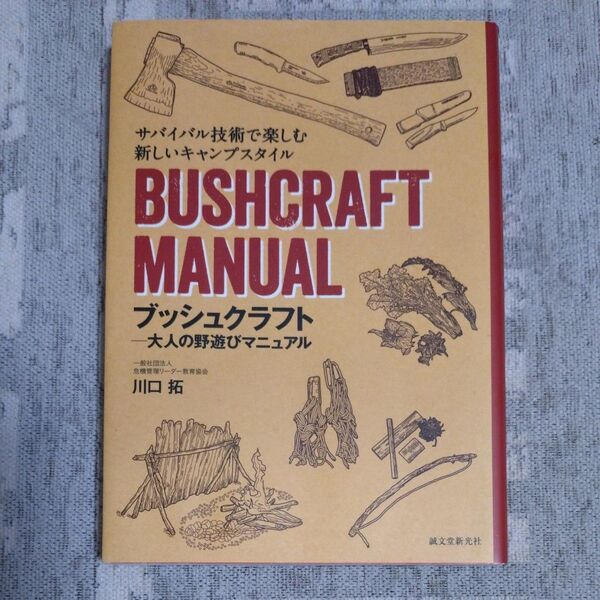 サバイバル技術で楽しむ
新しいキャンプスタイル
BUSHCRAFT
MANUAL
ブッシュクラフト
―大人の野遊びマニュアル
一般社団法人
危機管理リーダー教育協会
川口 拓
誠文堂新光社